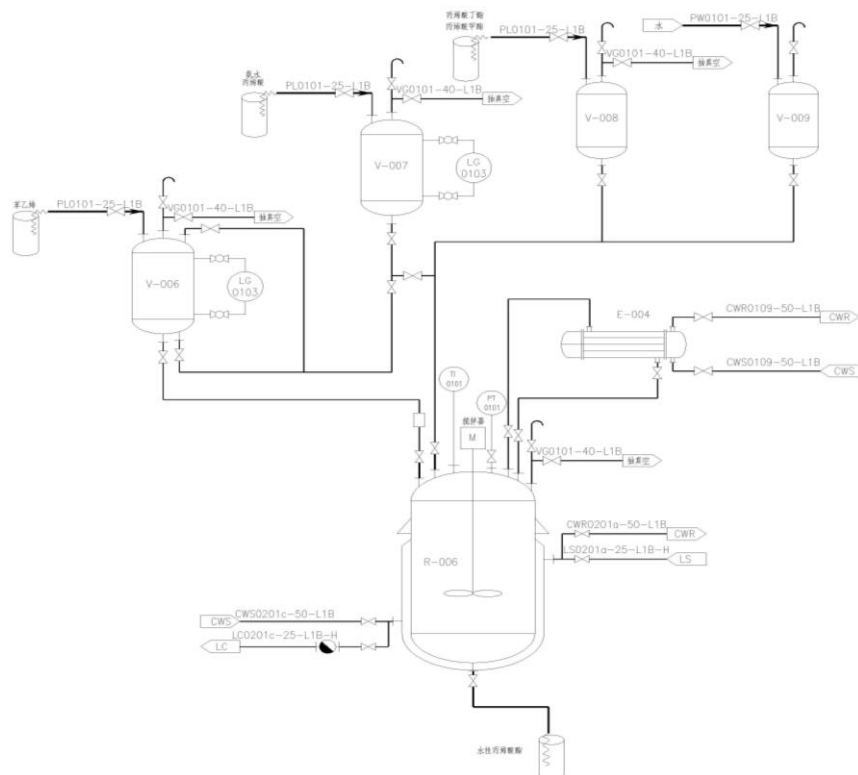 丙烯酸丁酯
丙烯酸甲酯
PL0101-25-L1B
水
PW0101-25-L1B
VG0101-40-L1B
抽真空
氨水
丙烯酸
PL0101-25-L1B
VG0101-40-L1B
抽真空
V-008
V-009
V-007
LG
0103
苯乙烯
PL0101-25-L1B
VG0101-40-L1B
抽真空
V-006
LG
0103
E-004
CWR0109-50-L1B
CWR
CWS0109-50-L1B
CWS
TI
0101
PT
0101
搅拌器
M
VG0101-40-L1B
抽真空
CWR0201a-50-L1B
CWR
LS0201a-25-L1B-H
LS
R-006
CWS0201c-50-L1B
CWS
LC0201c-25-L1B-H
LC
水性丙烯酸酯